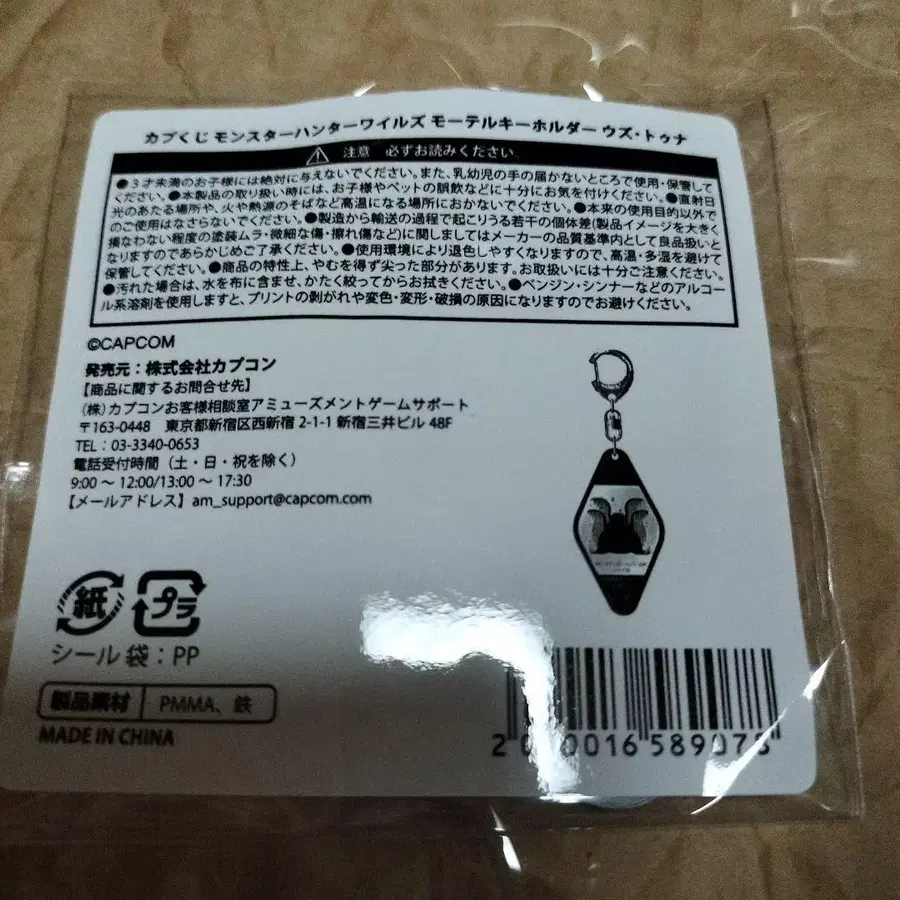 カプくじ モンスターハンターワイルズ モーテルキーホルダー ウズ・トゥナ
注意 必ずお読みください。
●3才未満のお子様には絶対に与えないでください。また、乳幼児の手の届かないところで使用・保管して
ください。●本製品の取り扱い時には、お子様やペットの誤飲などに十分にお気を付けください。●直射日
光のあたる場所や、火や熱源のそばなど高温になる場所におかないでください。●本来の使用目的以外で
のご使用はなさらないでください。●製造から輸送の過程で起こりうる若干の個体差(製品イメージを大きく
損なわない程度の塗装ムラ・微細な傷・擦れ傷など)に関しましてはメーカーの品質基準内として良品扱いと
なりますのであらかじめご了承ください。●使用環境により退色しやすくなりますので、高温・多湿を避けて
保管してください。●商品の特性上、やむを得ず尖った部分があります。お取扱いには十分ご注意ください。
●汚れた場合は、水を布に含ませ、かたく絞ってからお拭きください。●ベンジン・シンナーなどのアルコー
ル系溶剤を使用しますと、プリントの剥がれや変色・変形・破損の原因になりますのでお避けください。
©CAPCOM
発売元：株式会社カプコン
【商品に関するお問合せ先】
(株)カプコンお客様相談室アミューズメントゲームサポート
〒163-0448 東京都新宿区西新宿 2-1-1 新宿三井ビル 48F
TEL：03-3340-0653
電話受付時間（土・日・祝を除く）
9:00 〜 12:00/13:00 〜 17:30
【メールアドレス】am_support@capcom.com
紙 プラ
シール 袋：PP
製品素材 PMMA、鉄
MADE IN CHINA